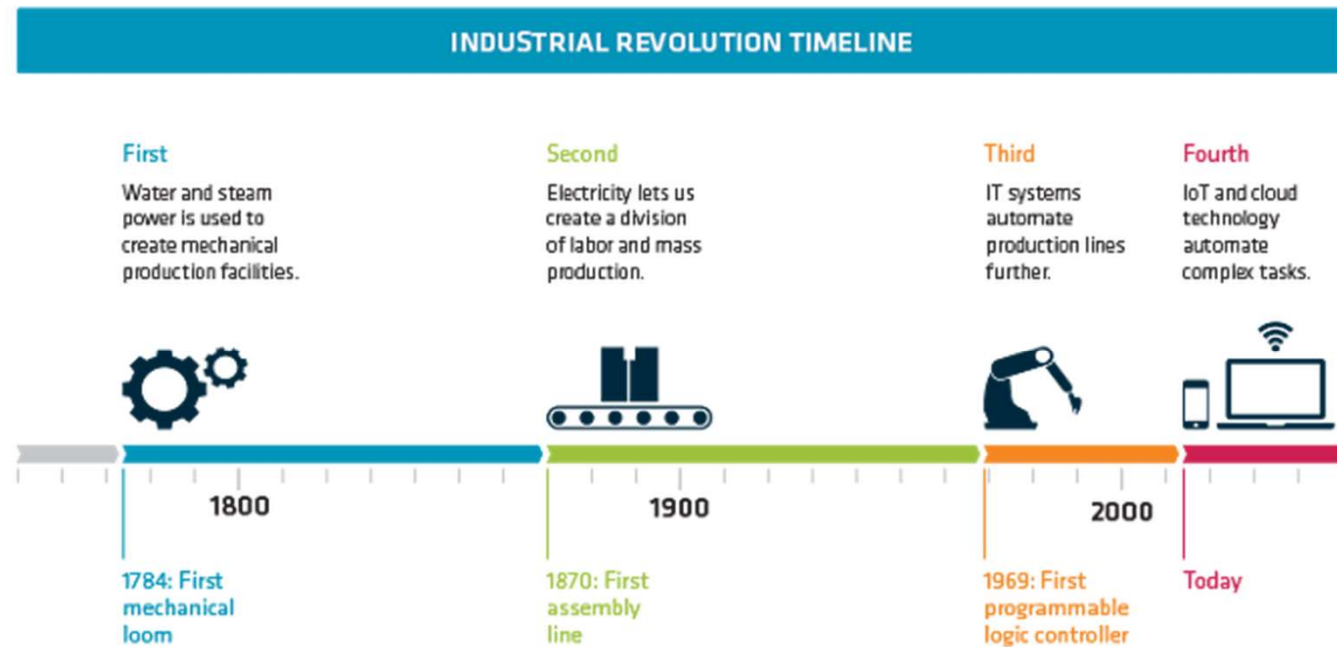 INDUSTRIAL REVOLUTION TIMELINE
First
Water and steam
power is used to
create mechanical
production facilities.
Second
Electricity lets us
create a division
of labor and mass
production.
Third
IT systems
automate
production lines
further.
Fourth
IoT and cloud
technology
automate
complex tasks.
1800
1900
2000
1784: First
mechanical
loom
1870: First
assembly
line
1969: First
programmable
logic controller
Today